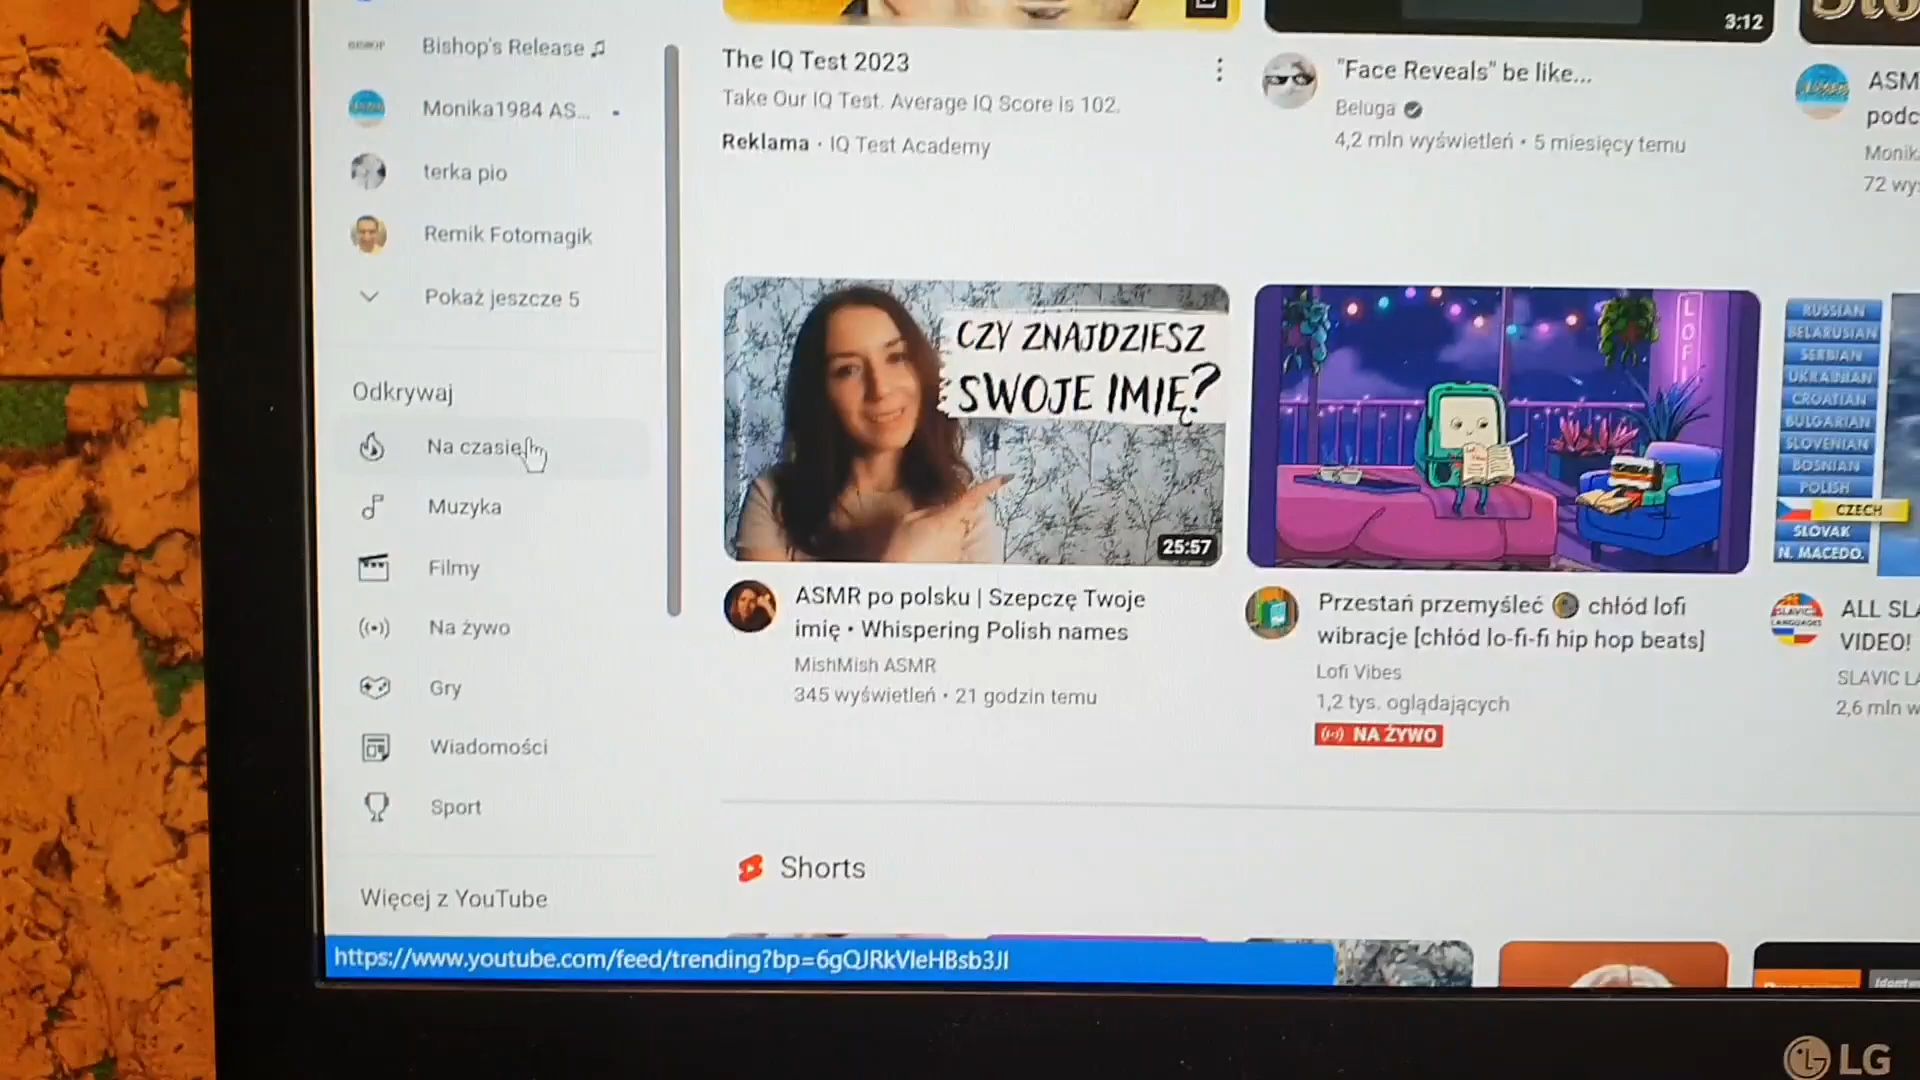 Bishop's Release ♫
Monika1984 AS...
terka pio
Remik Fotomagik
Pokaż jeszcze 5
Odkrywaj
Na czasie
Muzyka
Filmy
Na żywo
Gry
Wiadomości
Sport
Więcej z YouTube
The IQ Test 2023
Take Our IQ Test. Average IQ Score is 102.
Reklama · IQ Test Academy
3:12
"Face Reveals" be like...
Beluga
4,2 mln wyświetleń • 5 miesięcy temu
ASM
podc
Monik
72 wy
CZY ZNAJDZIESZ
SWOJE IMIĘ?
25:57
ASMR po polsku | Szepczę Twoje
imię • Whispering Polish names
MishMish ASMR
345 wyświetleń • 21 godzin temu
LOFI
Przestań przemyśleć chłód lofi
wibracje [chłód lo-fi-fi hip hop beats]
Lofi Vibes
1,2 tys. oglądających
NA ŻYWO
RUSSIAN
BELARUSIAN
SERBIAN
UKRAINIAN
CROATIAN
BULGARIAN
SLOVENIAN
BOSNIAN
POLISH
CZECH
SLOVAK
N. MACEDO.
SLAVIC
LANGUAGES
ALL SLA
VIDEO!
SLAVIC LA
2,6 mln w
Shorts
https://www.youtube.com/feed/trending?bp=6gQJRkVleHBsb3Jl
LG